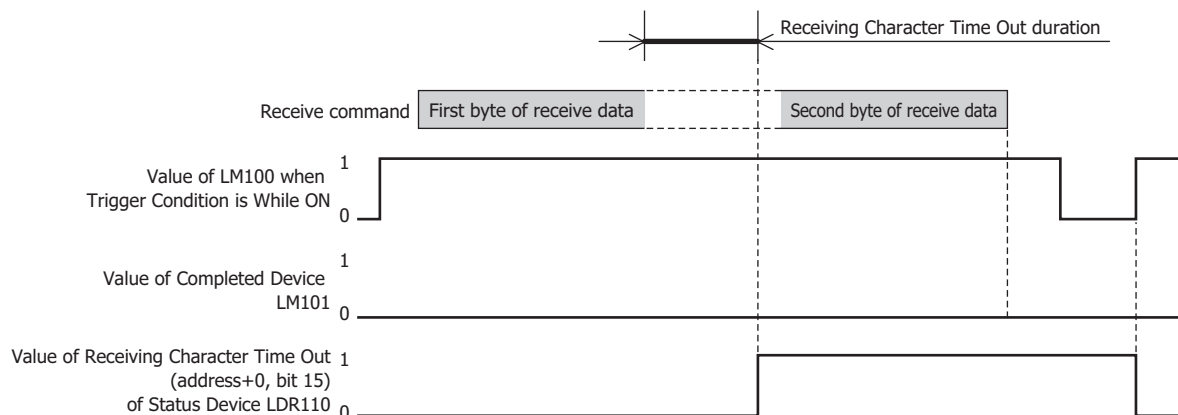 Receiving Character Time Out duration
Receive command
First byte of receive data
Second byte of receive data
Value of LM100 when
Trigger Condition is While ON
1
0
Value of Completed Device
LM101
1
0
Value of Receiving Character Time Out
(address+0, bit 15)
of Status Device LDR110
1
0